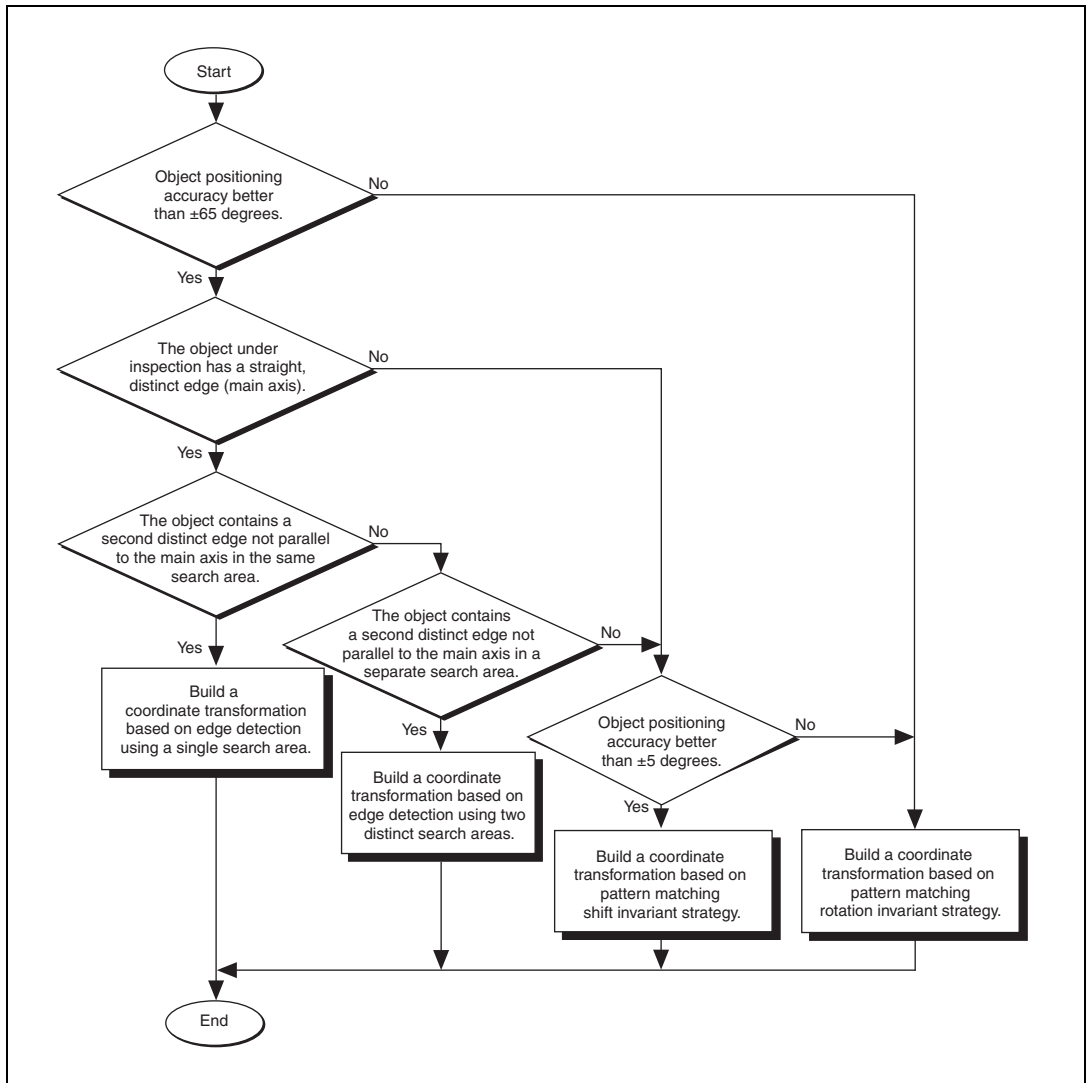 Start
Object positioning
accuracy better
than ±65 degrees.
No
Yes
The object under
inspection has a straight,
distinct edge (main axis).
No
Yes
The object contains a
second distinct edge not parallel
to the main axis in the same
search area.
No
Yes
The object contains
a second distinct edge not
parallel to the main axis in a
separate search area.
No
Yes
Build a
coordinate transformation
based on edge detection
using a single search area.
Object positioning
accuracy better
than ±5 degrees.
No
Yes
Build a coordinate
transformation based on
edge detection using two
distinct search areas.
Build a coordinate
transformation based on
pattern matching
shift invariant strategy.
Build a coordinate
transformation based on
pattern matching
rotation invariant strategy.
End